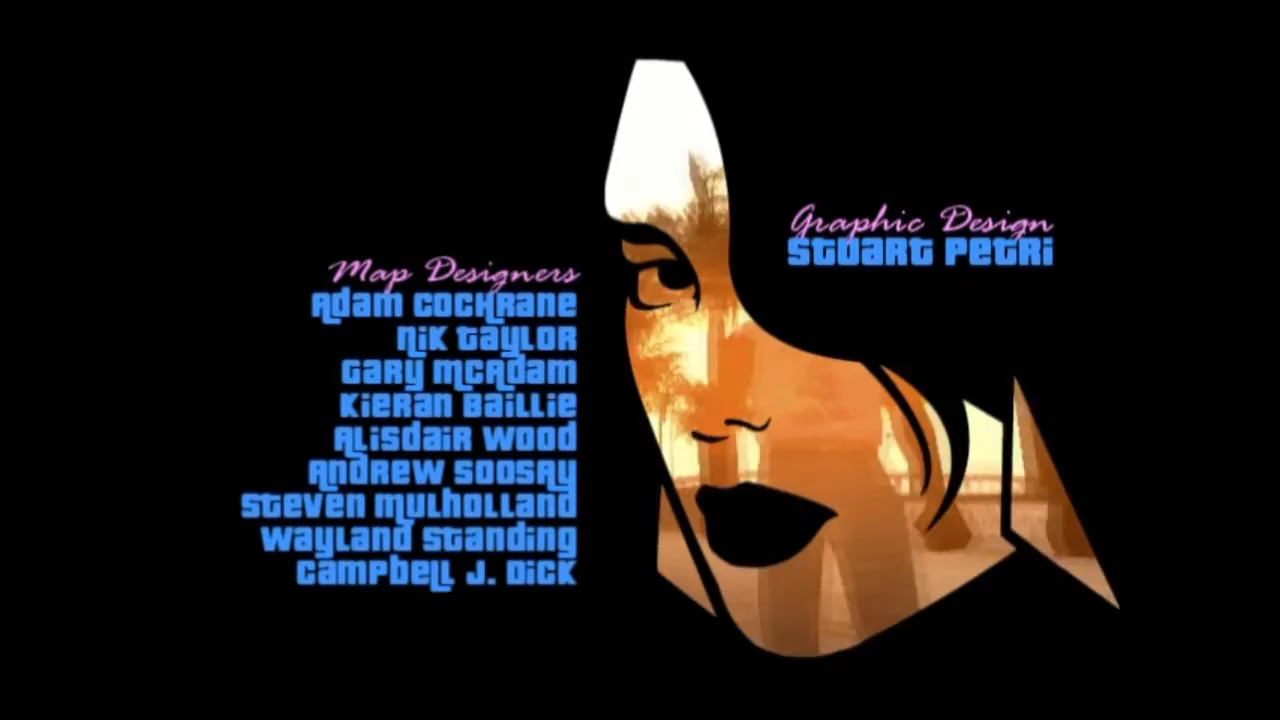 Map Designers
Adam Cochrane
Nik Taylor
Gary McAdam
Kieran Baillie
Alisdair Wood
Andrew Soosay
Steven Mulholland
Wayland Standing
Campbell J. Dick
Graphic Design
Stuart Petri